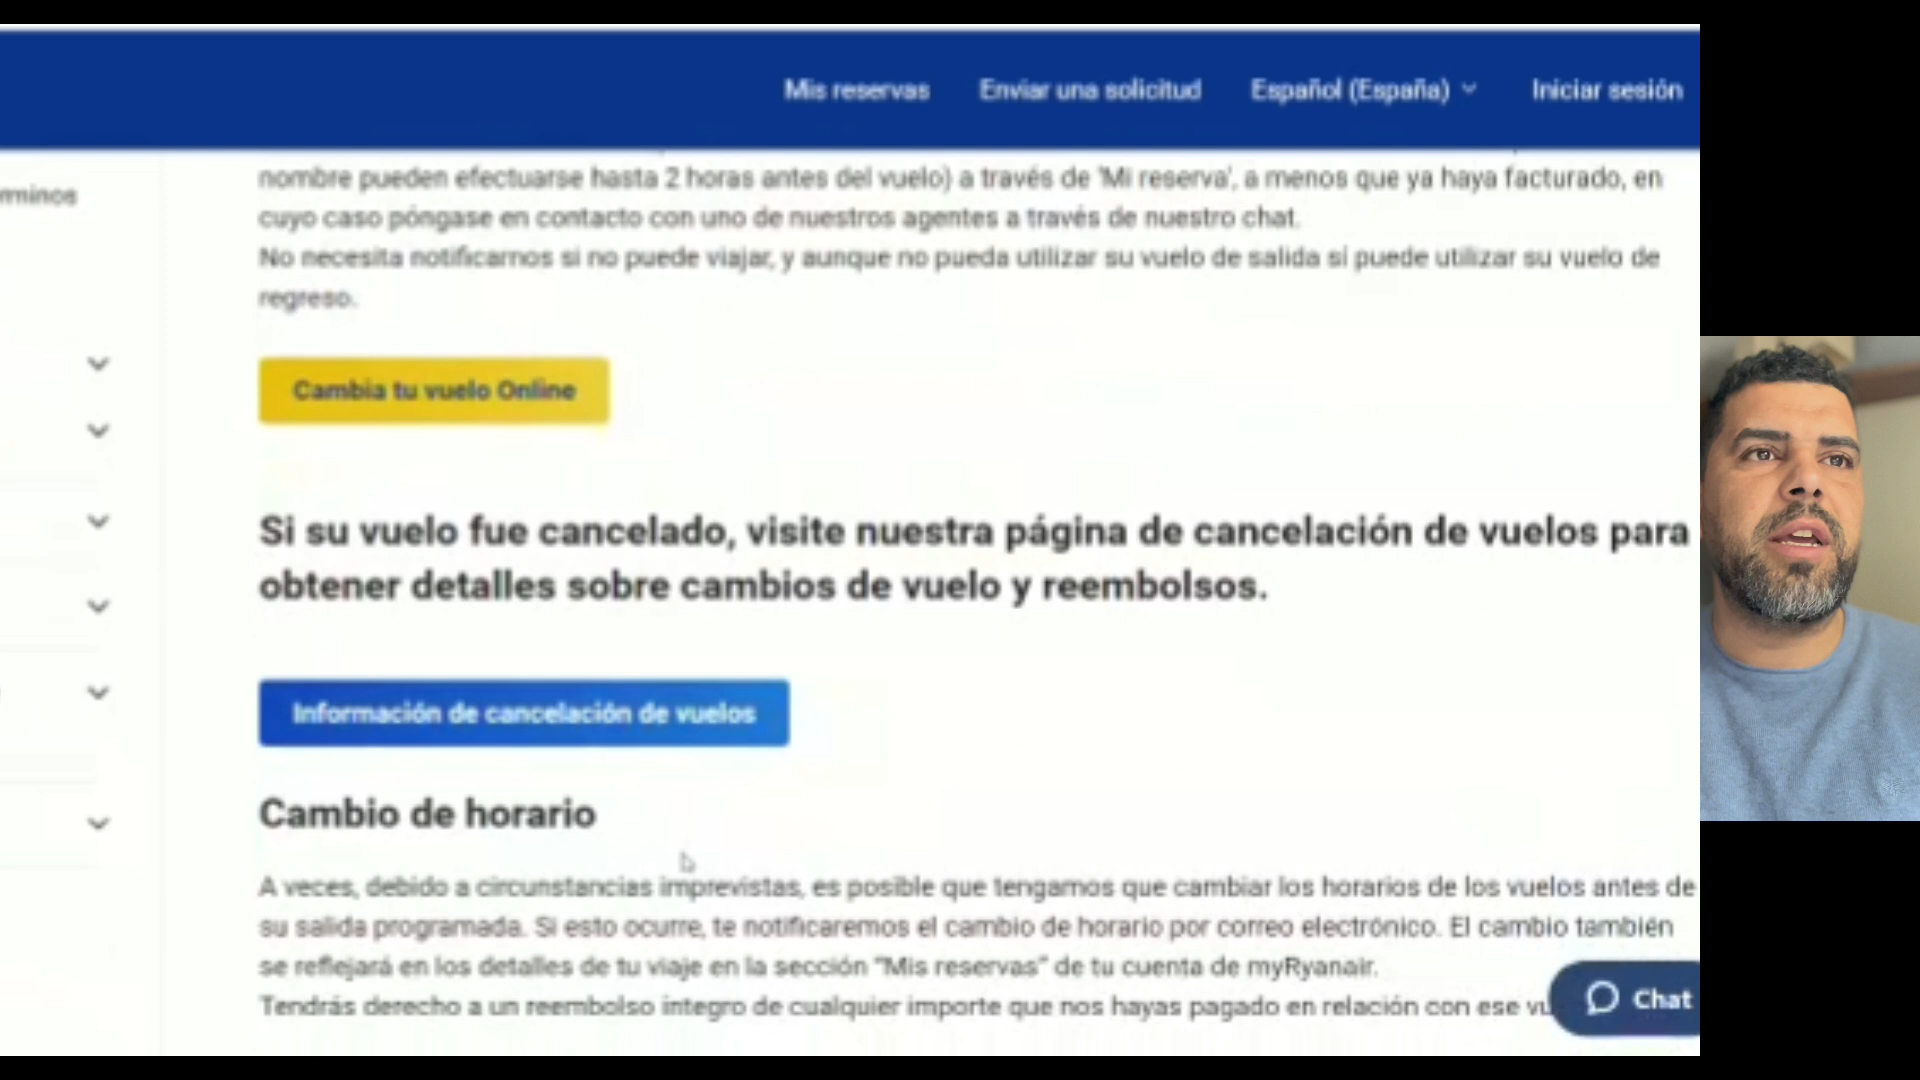 Mis reservas Enviar una solicitud Español (España) Iniciar sesión
nombre pueden efectuarse hasta 2 horas antes del vuelo) a través de 'Mi reserva', a menos que ya haya facturado, en
rminos
cuyo caso póngase en contacto con uno de nuestros agentes a través de nuestro chat.
No necesita notificarnos si no puede viajar, y aunque no pueda utilizar su vuelo de salida sí puede utilizar su vuelo de
regreso.
Cambia tu vuelo Online
Si su vuelo fue cancelado, visite nuestra página de cancelación de vuelos para
obtener detalles sobre cambios de vuelo y reembolsos.
Información de cancelación de vuelos
Cambio de horario
A veces, debido a circunstancias imprevistas, es posible que tengamos que cambiar los horarios de los vuelos antes de
su salida programada. Si esto ocurre, te notificaremos el cambio de horario por correo electrónico. El cambio también
se reflejará en los detalles de tu viaje en la sección "Mis reservas" de tu cuenta de myRyanair.
Tendrás derecho a un reembolso íntegro de cualquier importe que nos hayas pagado en relación con ese
Chat